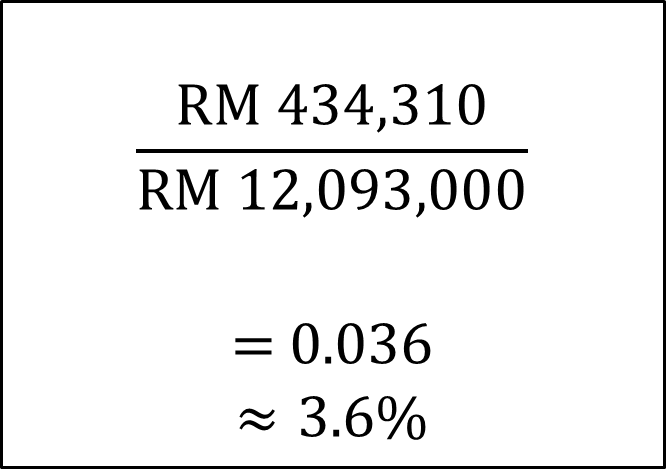 RM 434,310
RM 12,093,000
= 0.036
≈ 3.6%